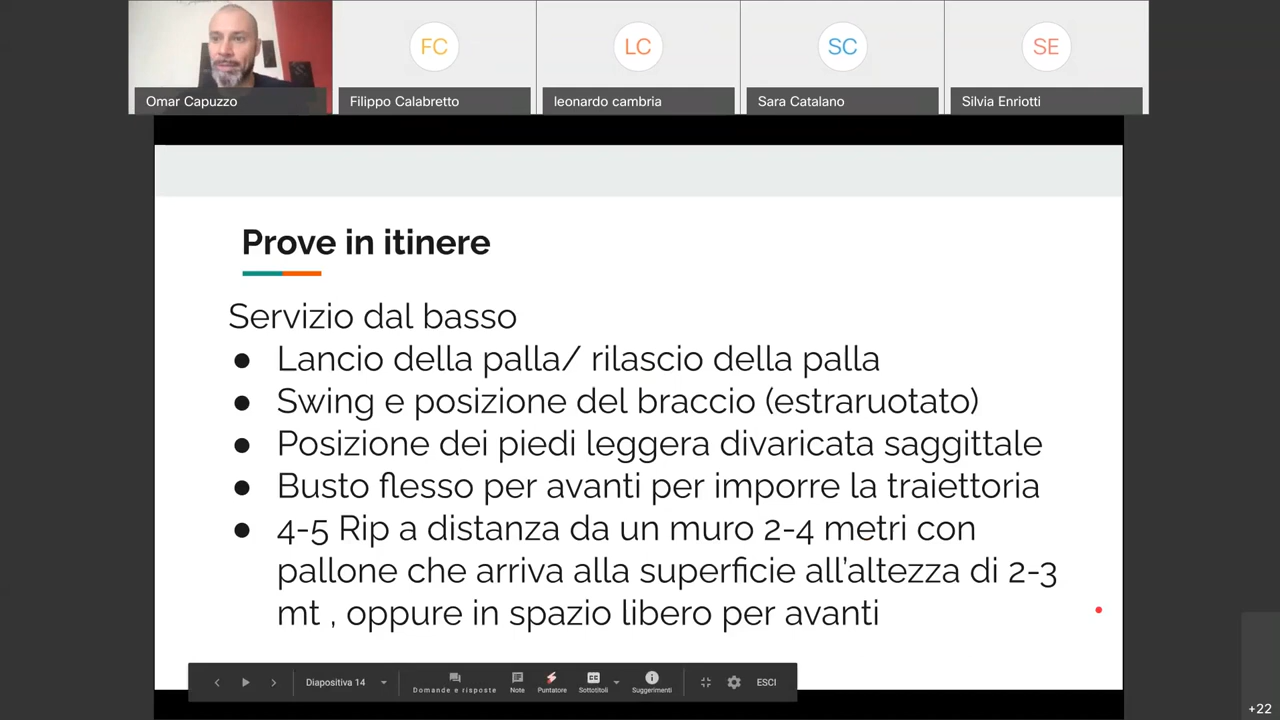 FC
LC
SC
SE
Omar Capuzzo
Filippo Calabretto
leonardo cambria
Sara Catalano
Silvia Enriotti
Prove in itinere
Servizio dal basso
● Lancio della palla/ rilascio della palla
● Swing e posizione del braccio (estraruotato)
● Posizione dei piedi leggera divaricata saggittale
● Busto flesso per avanti per imporre la traiettoria
● 4-5 Rip a distanza da un muro 2-4 metri con
pallone che arriva alla superficie all'altezza di 2-3
mt , oppure in spazio libero per avanti
Diapositiva 14
Domande e risposte
Note
Puntatore
Sottotitoli
Suggerimenti
ESCI
+22